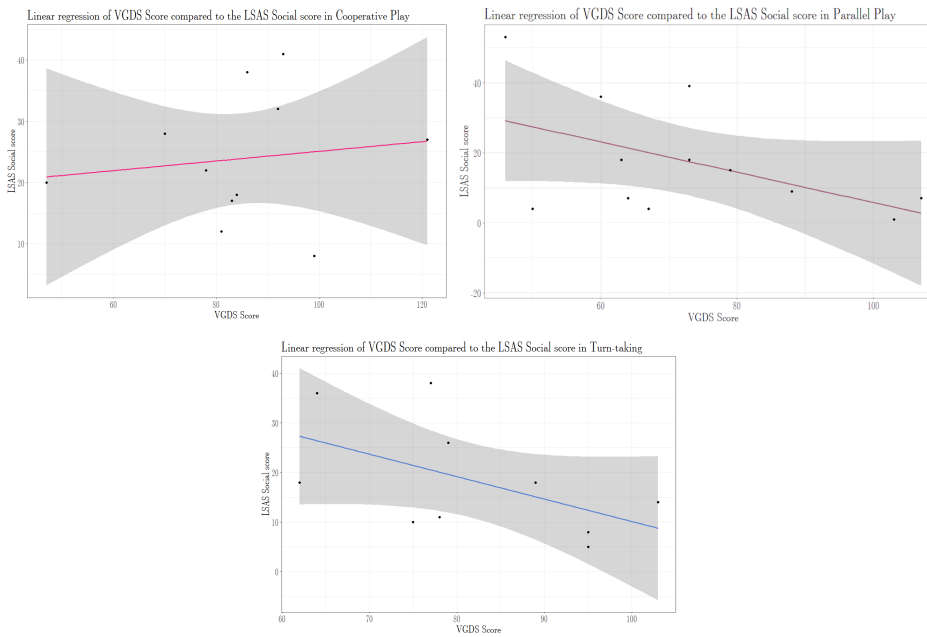 Linear regression of VGDS Score compared to the LSAS Social score in Cooperative Play
LSAS Social score
40
30
20
10
60
80
100
120
VGDS Score
Linear regression of VGDS Score compared to the LSAS Social score in Parallel Play
LSAS Social score
40
20
0
-20
60
80
100
VGDS Score
Linear regression of VGDS Score compared to the LSAS Social score in Turn-taking
LSAS Social score
40
30
20
10
0
60
70
80
90
100
VGDS Score